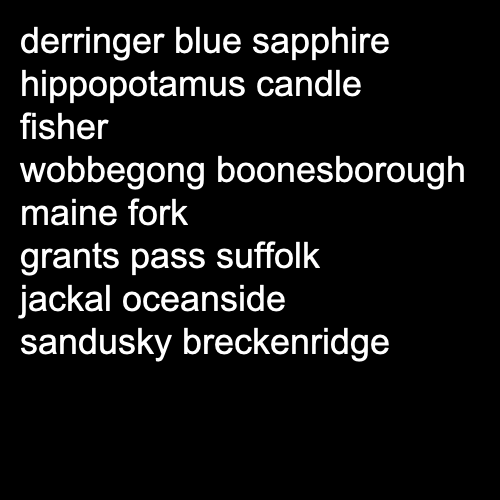 derringer blue sapphire
hippopotamus candle
fisher
wobbegong boonesborough
maine fork
grants pass suffolk
jackal oceanside
sandusky breckenridge